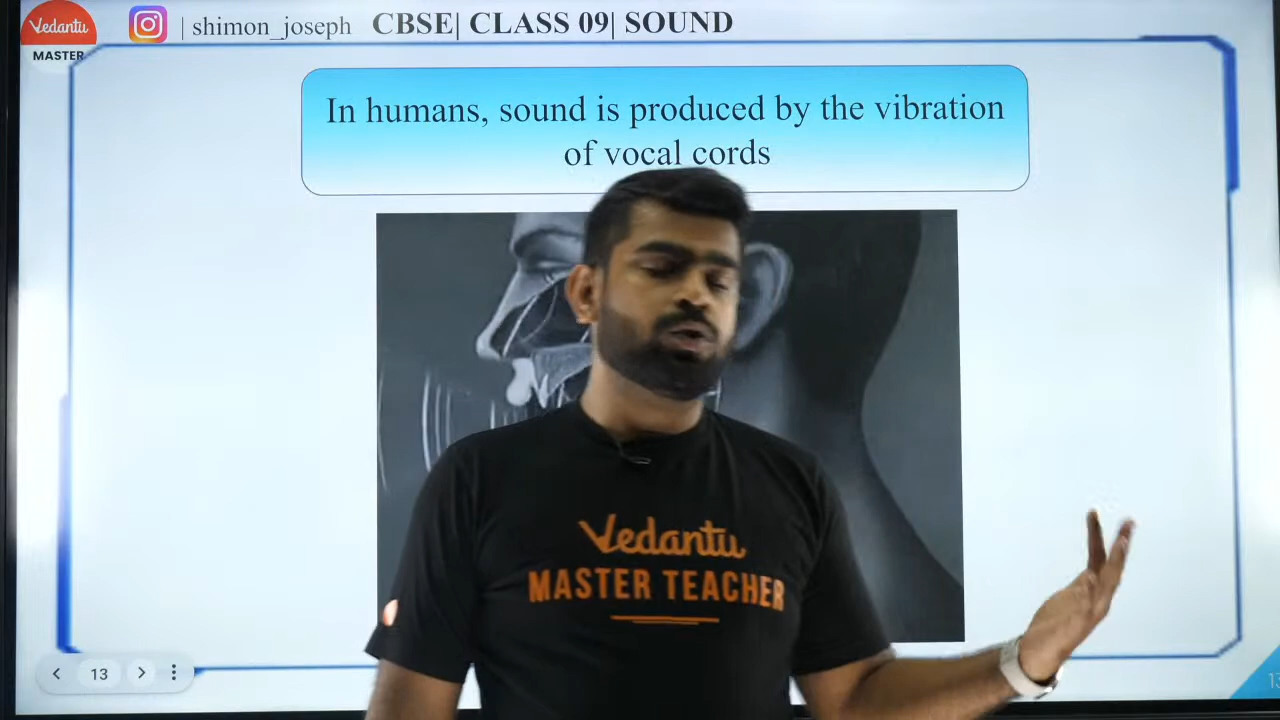 Vedantu
MASTER
| shimon_joseph
CBSE| CLASS 09| SOUND
In humans, sound is produced by the vibration
of vocal cords
Vedantu
MASTER TEACHER
13
13